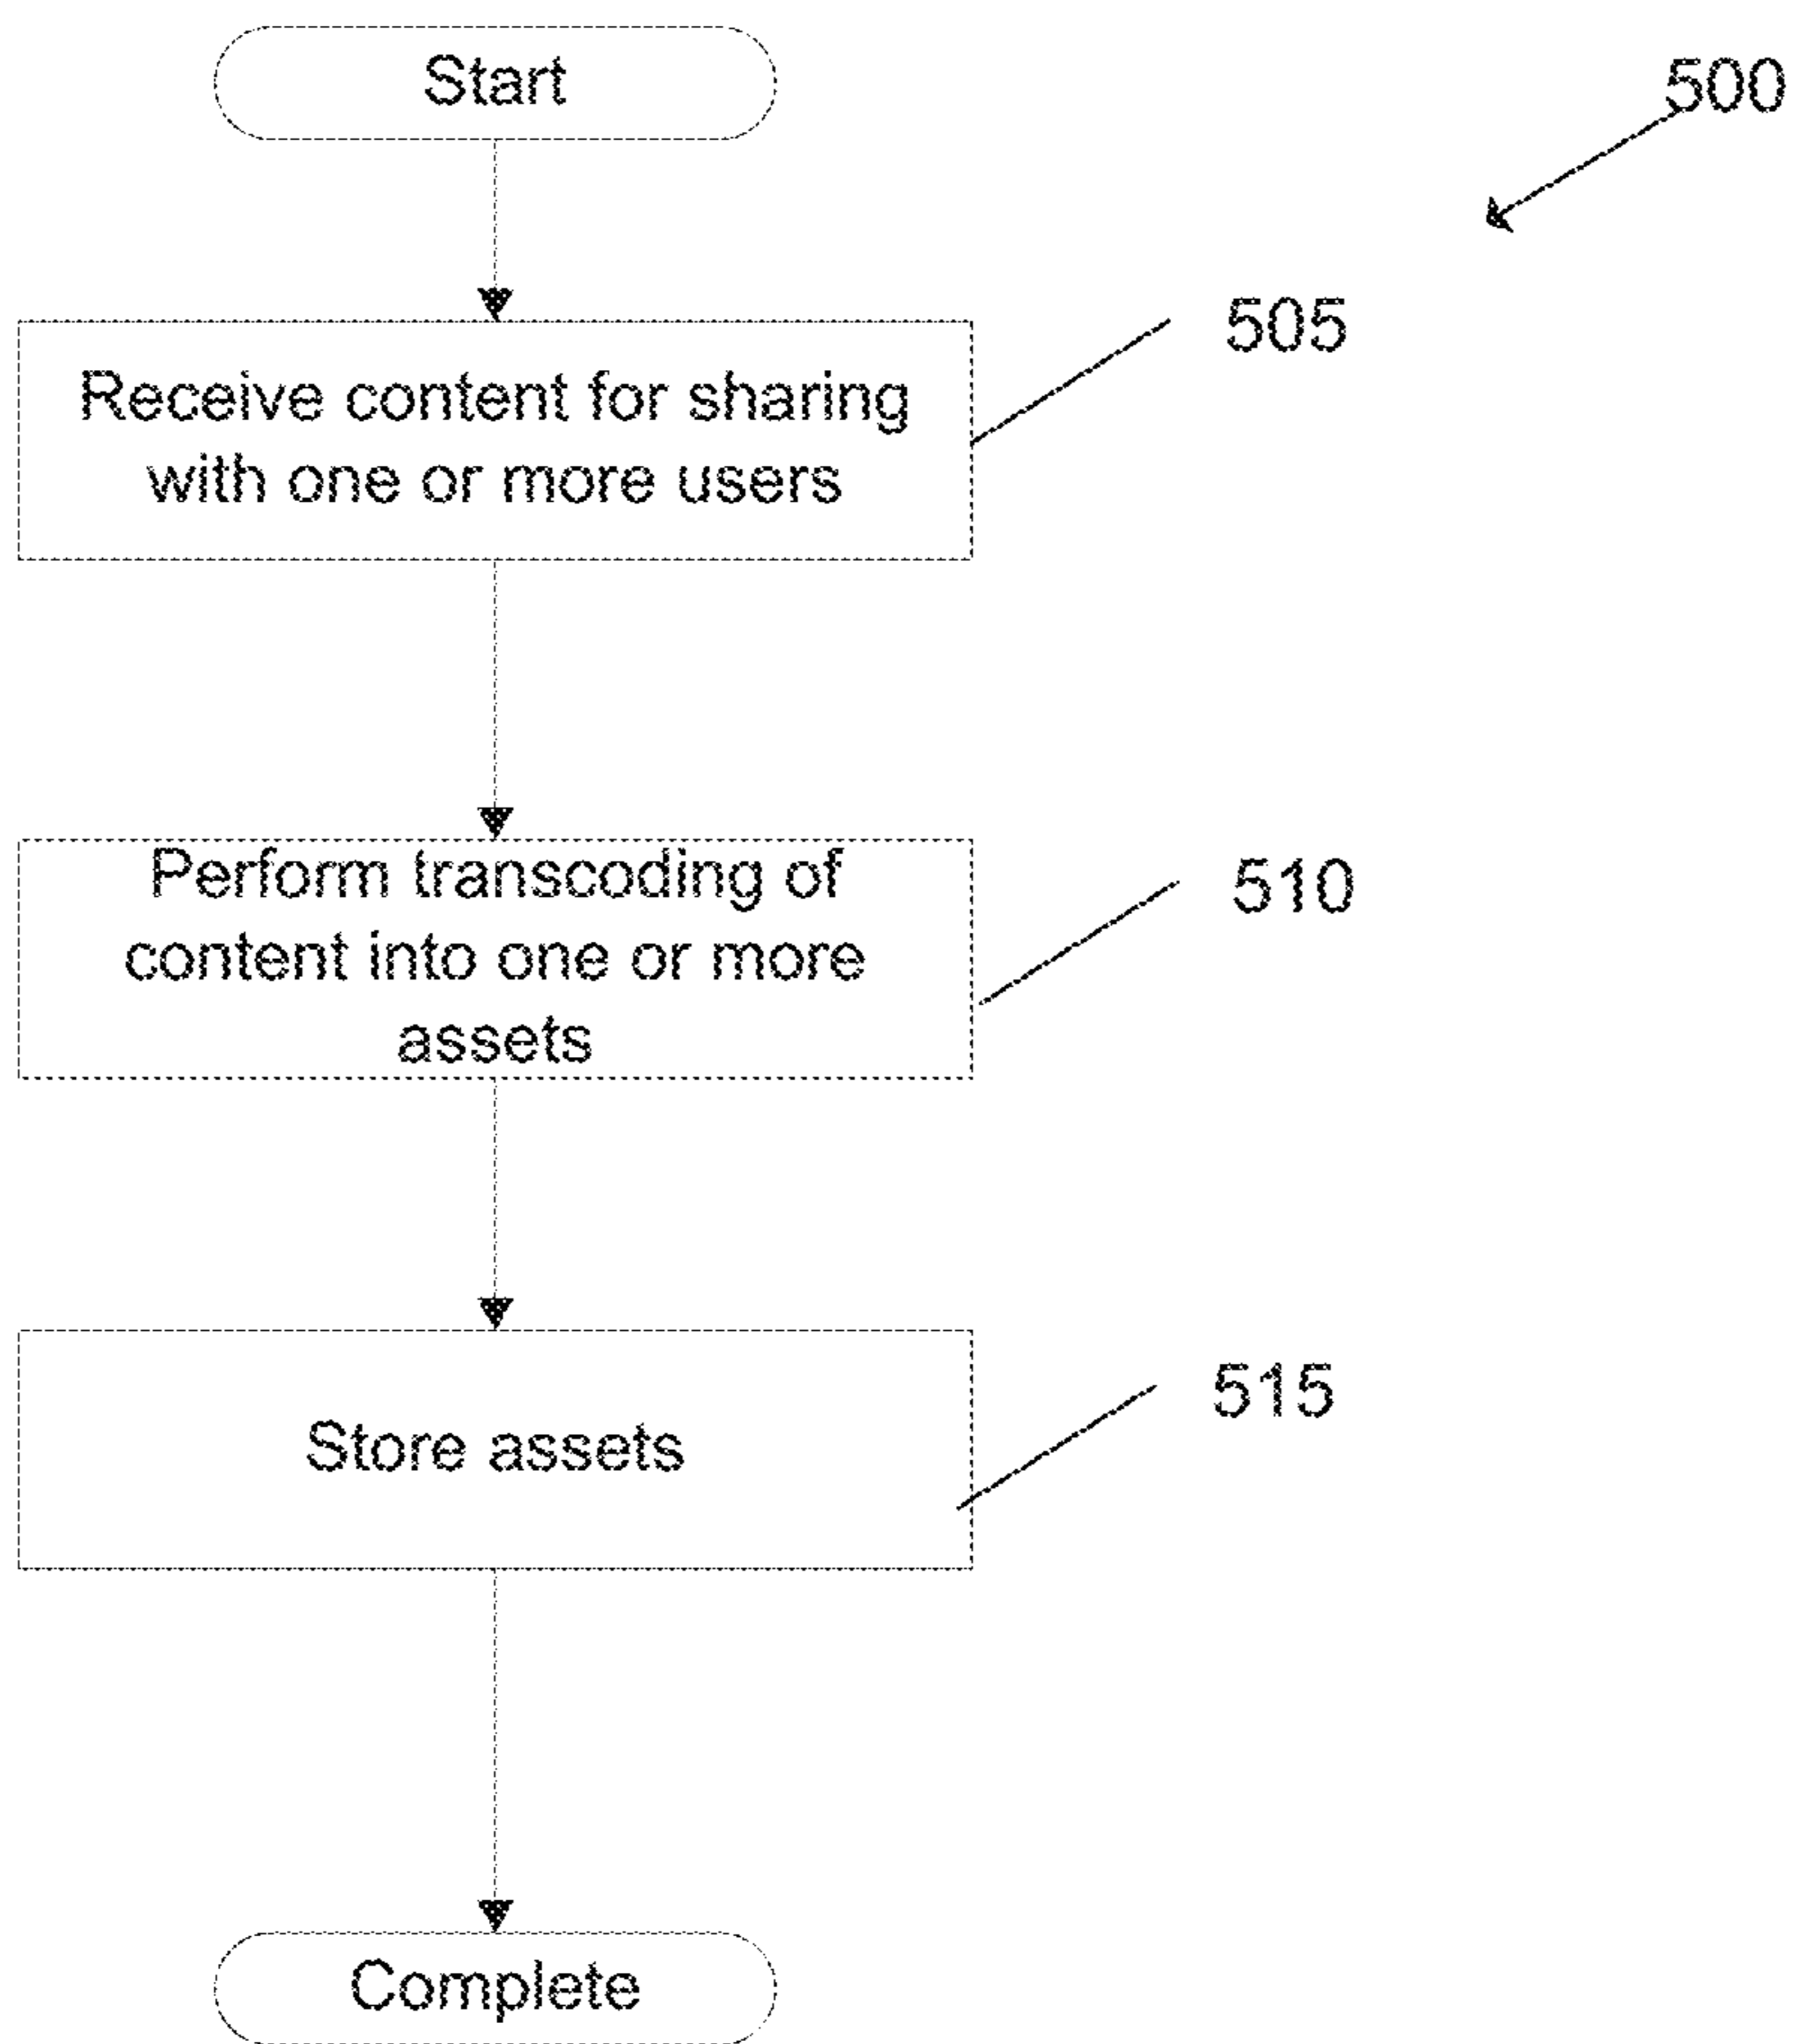 Start
500
505
Receive content for sharing
with one or more users
510
Perform transcoding of
content into one or more
assets
515
Store assets
Complete